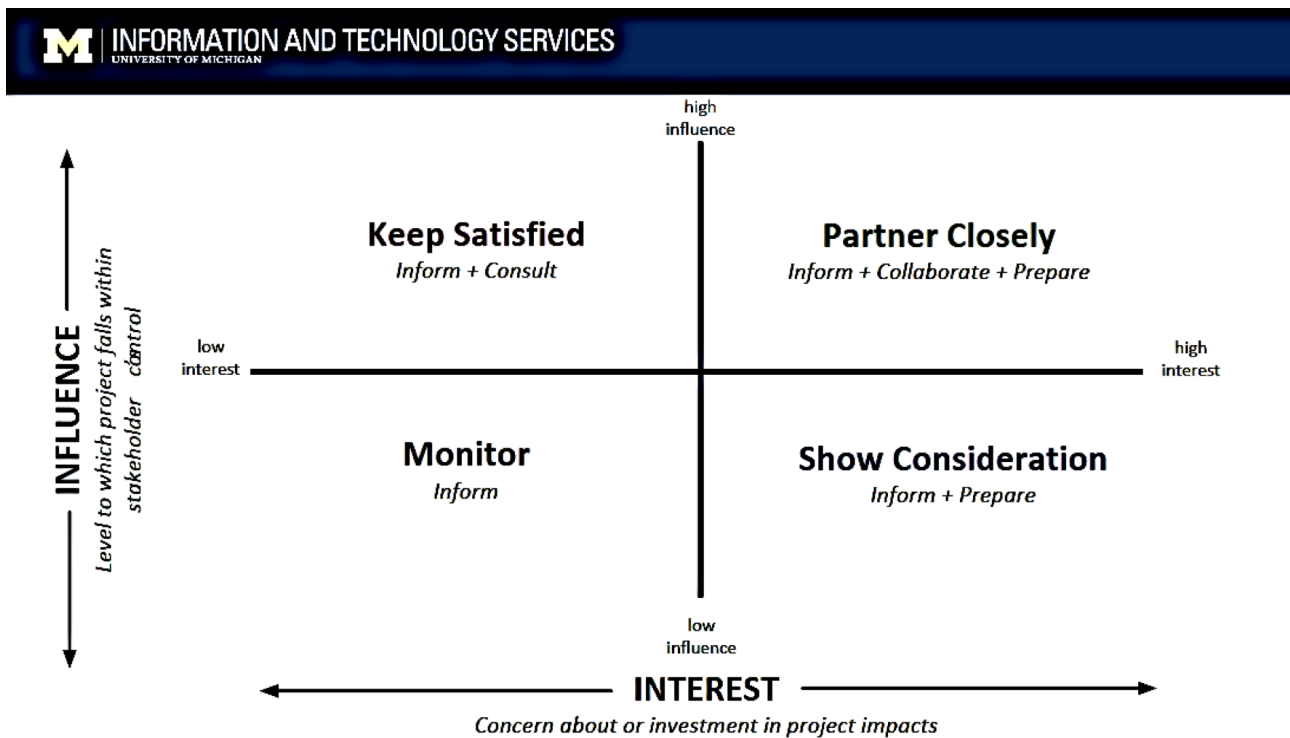 M
INFORMATION AND TECHNOLOGY SERVICES
UNIVERSITY OF MICHIGAN
high
influence
Keep Satisfied
Inform + Consult
Partner Closely
Inform + Collaborate + Prepare
INFLUENCE
Level to which project falls within
stakeholder control
low
interest
high
interest
Monitor
Inform
Show Consideration
Inform + Prepare
low
influence
INTEREST
Concern about or investment in project impacts